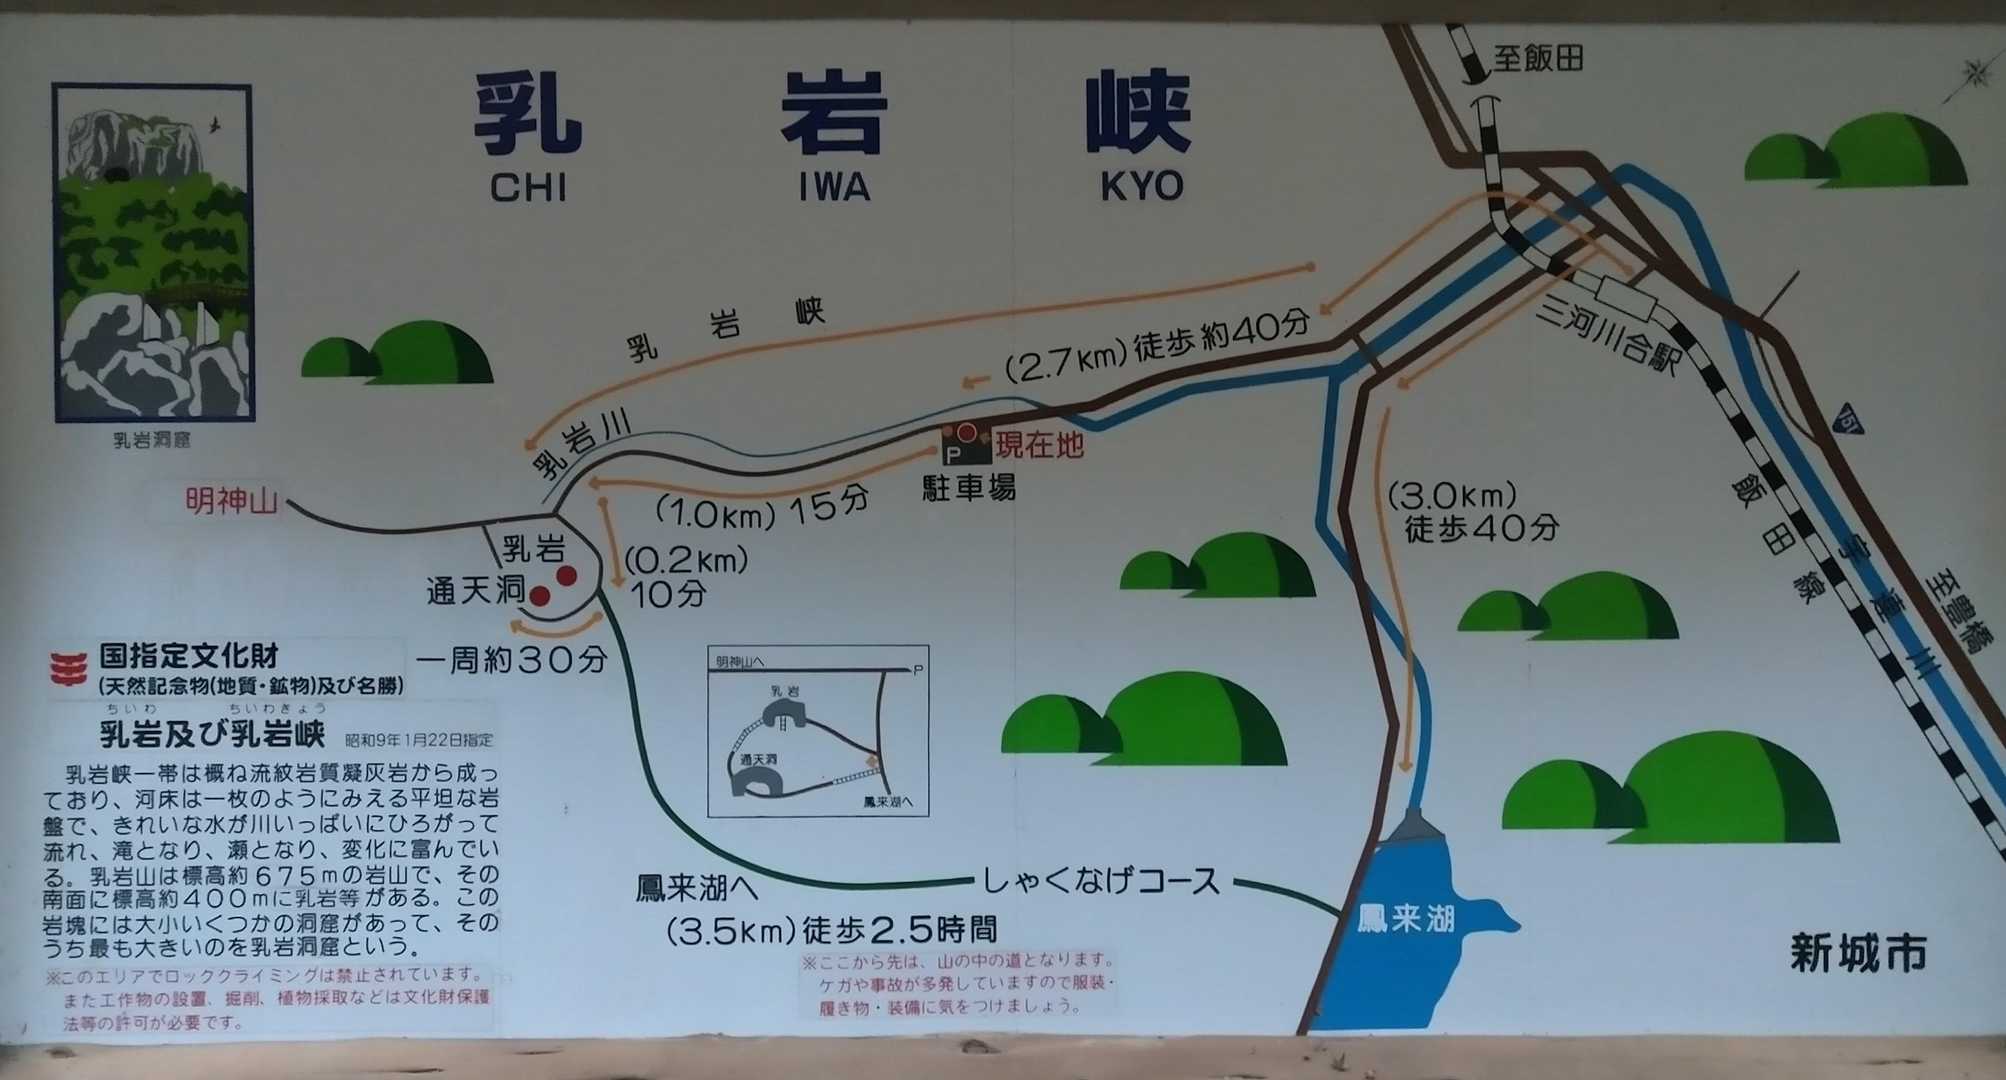 乳岩峡
CHI IWA KYO
至飯田
乳岩洞窟
乳岩峡
(2.7km)徒歩約40分
三河川合駅
乳岩川
現在地
P
駐車場
明神山
(1.0km)15分
乳岩
通天洞
(0.2km)
10分
一周約30分
(3.0km)
徒歩40分
151
飯田線
宇連川
至豊橋
国指定文化財
(天然記念物(地質・鉱物)及び名勝)
ちいわ ちいわきょう
乳岩及び乳岩峡 昭和9年1月22日指定
乳岩峡一帯は概ね流紋岩質凝灰岩から成っ
ており、河床は一枚のようにみえる平坦な岩
盤で、きれいな水が川いっぱいにひろがって
流れ、滝となり、瀬となり、変化に富んでい
る。乳岩山は標高約675mの岩山で、その
南面に標高約400mに乳岩等がある。この
岩塊には大小いくつかの洞窟があって、その
うち最も大きいのを乳岩洞窟という。
※このエリアでロッククライミングは禁止されています。
また工作物の設置、掘削、植物採取などは文化財保護
法等の許可が必要です。
明神山へ
P
乳岩
通天洞
鳳来湖へ
鳳来湖へ
しゃくなげコース
(3.5km)徒歩2.5時間
※ここから先は、山の中の道となります。
ケガや事故が多発していますので服装・
履き物・装備に気をつけましょう。
鳳来湖
新城市